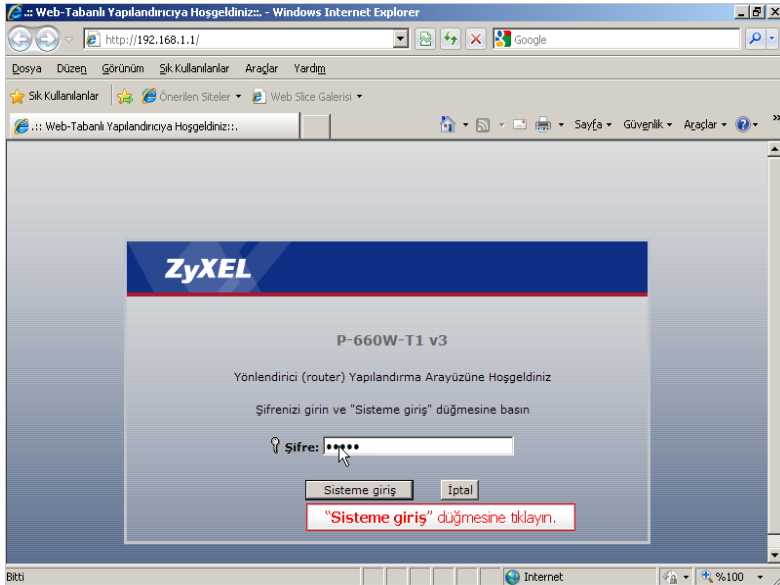 .:: Web-Tabanlı Yapılandırıcıya Hoşgeldiniz::. - Windows Internet Explorer
http://192.168.1.1/
Google
Dosya Düzen Görünüm Sık Kullanılanlar Araçlar Yardım
Sık Kullanılanlar Önerilen Siteler Web Slice Galerisi
.:: Web-Tabanlı Yapılandırıcıya Hoşgeldiniz::. Sayfa Güvenlik Araçlar »
ZyXEL
P-660W-T1 v3
Yönlendirici (router) Yapılandırma Arayüzüne Hoşgeldiniz
Şifrenizi girin ve "Sisteme giriş" düğmesine basın
Şifre: •••••
Sisteme giriş İptal
"Sisteme giriş" düğmesine tıklayın.
Bitti Internet %100